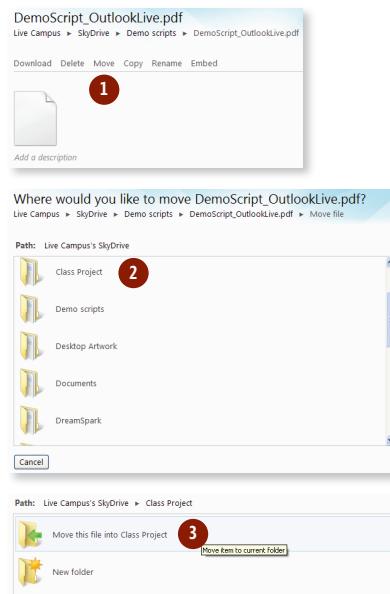 DemoScript_OutlookLive.pdf
Live Campus ► SkyDrive ► Demo scripts ► DemoScript_OutlookLive.pdf
Download Delete Move Copy Rename Embed
1
Add a description
Where would you like to move DemoScript_OutlookLive.pdf?
Live Campus ► SkyDrive ► Demo scripts ► DemoScript_OutlookLive.pdf ► Move file
Path: Live Campus's SkyDrive
Class Project 2
Demo scripts
Desktop Artwork
Documents
DreamSpark
Cancel
Path: Live Campus's SkyDrive ► Class Project
Move this file into Class Project 3
Move item to current folder
New folder